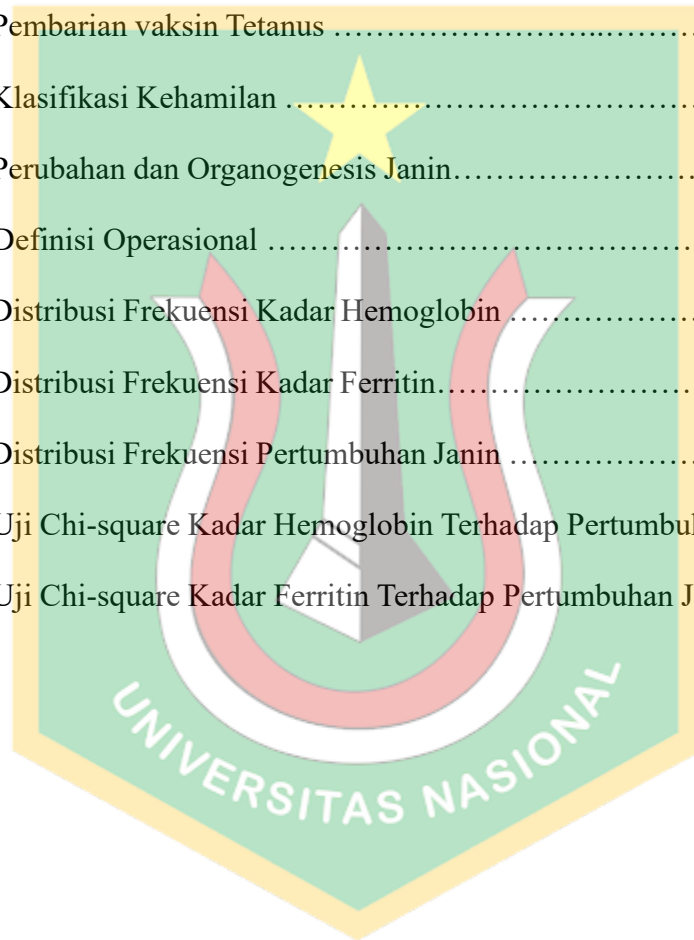 Pembarian vaksin Tetanus ……………………..………
Klasifikasi Kehamilan …………………………………
Perubahan dan Organogenesis Janin……………………
Definisi Operasional ……………………………………
Distribusi Frekuensi Kadar Hemoglobin ………………
Distribusi Frekuensi Kadar Ferritin……………………
Distribusi Frekuensi Pertumbuhan Janin ………………
Uji Chi-square Kadar Hemoglobin Terhadap
Uji Chi-square Kadar Ferritin Terhadap Pertumbuhan
UNIVERSITAS NASIONAL